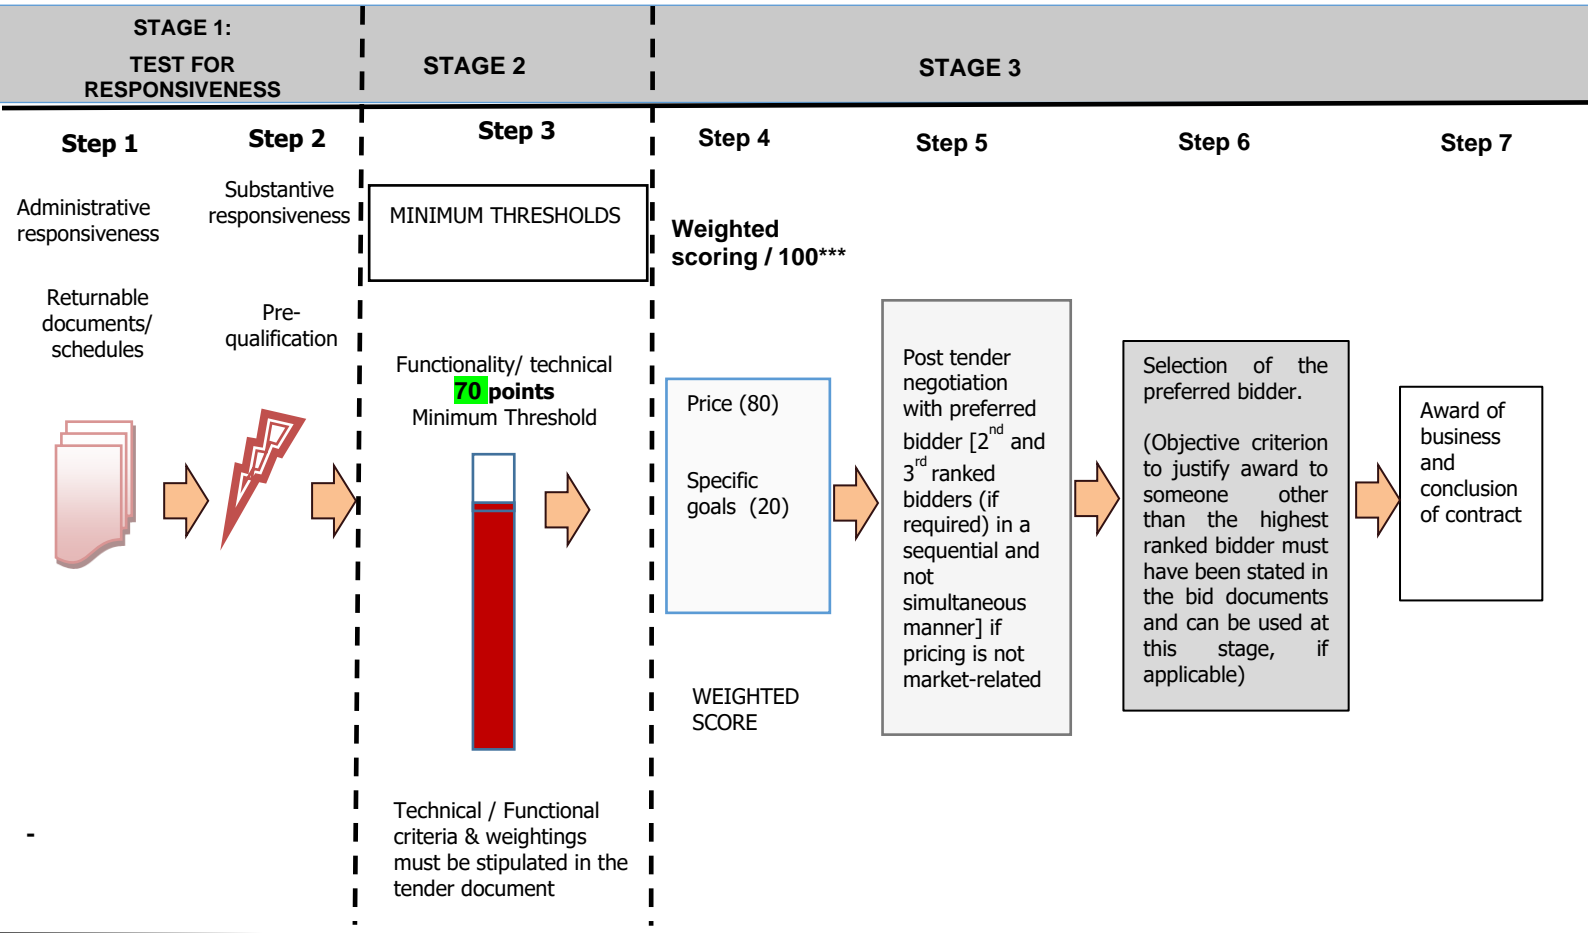 STAGE 1:
TEST FOR
RESPONSIVENESS
STAGE 2
STAGE 3
Step 1
Step 2
Step 3
Step 4
Step 5
Step 6
Step 7
Administrative
responsiveness
Returnable
documents/
schedules
Substantive
responsiveness
Pre-
qualification
MINIMUM THRESHOLDS
Functionality/ technical
70 points
Minimum Threshold
Technical / Functional
criteria & weightings
must be stipulated in the
tender document
Weighted
scoring / 100***
Price (80)
Specific
goals (20)
WEIGHTED
SCORE
Post tender
negotiation
with preferred
bidder [2nd and
3rd ranked
bidders (if
required) in a
sequential and
not
simultaneous
manner] if
pricing is not
market-related
Selection of the
preferred bidder.
(Objective criterion
to justify award to
someone other
than the highest
ranked bidder must
have been stated in
the bid documents
and can be used at
this stage, if
applicable)
Award of
business
and
conclusion
of contract
-